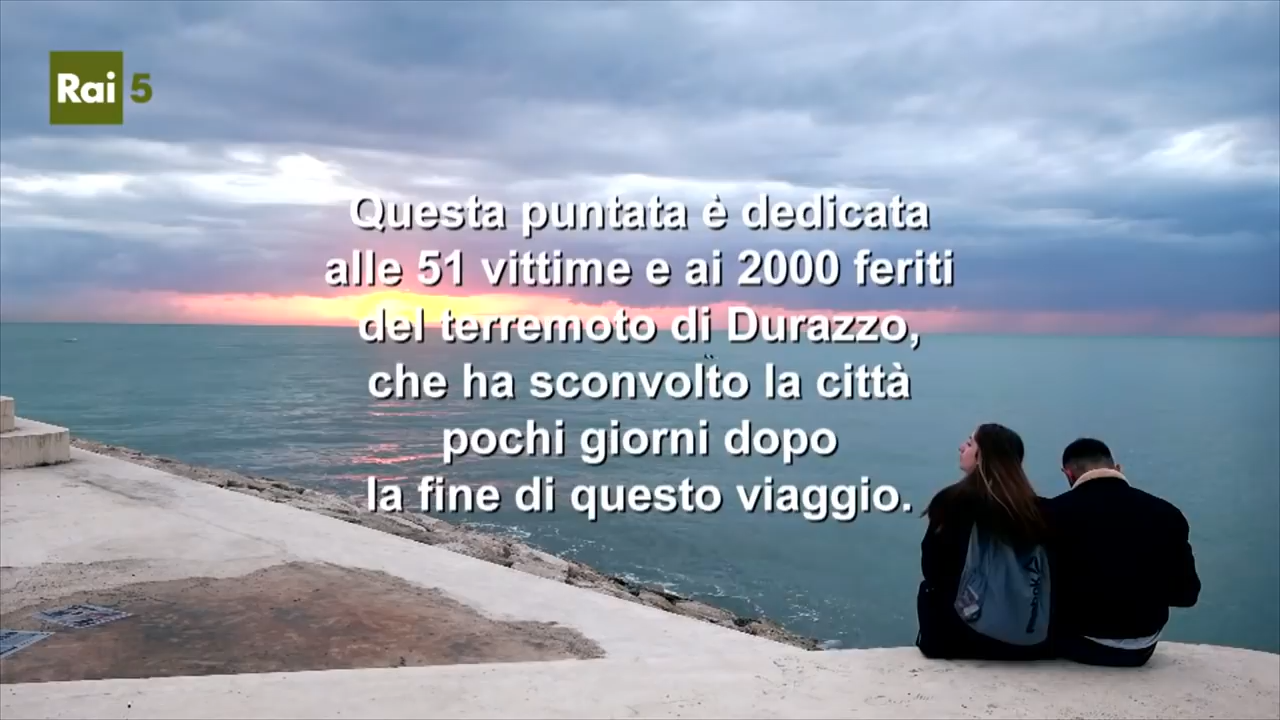 Rai 5
Questa puntata è dedicata
alle 51 vittime e ai 2000 feriti
del terremoto di Durazzo,
che ha sconvolto la città
pochi giorni dopo
la fine di questo viaggio.
Reebok